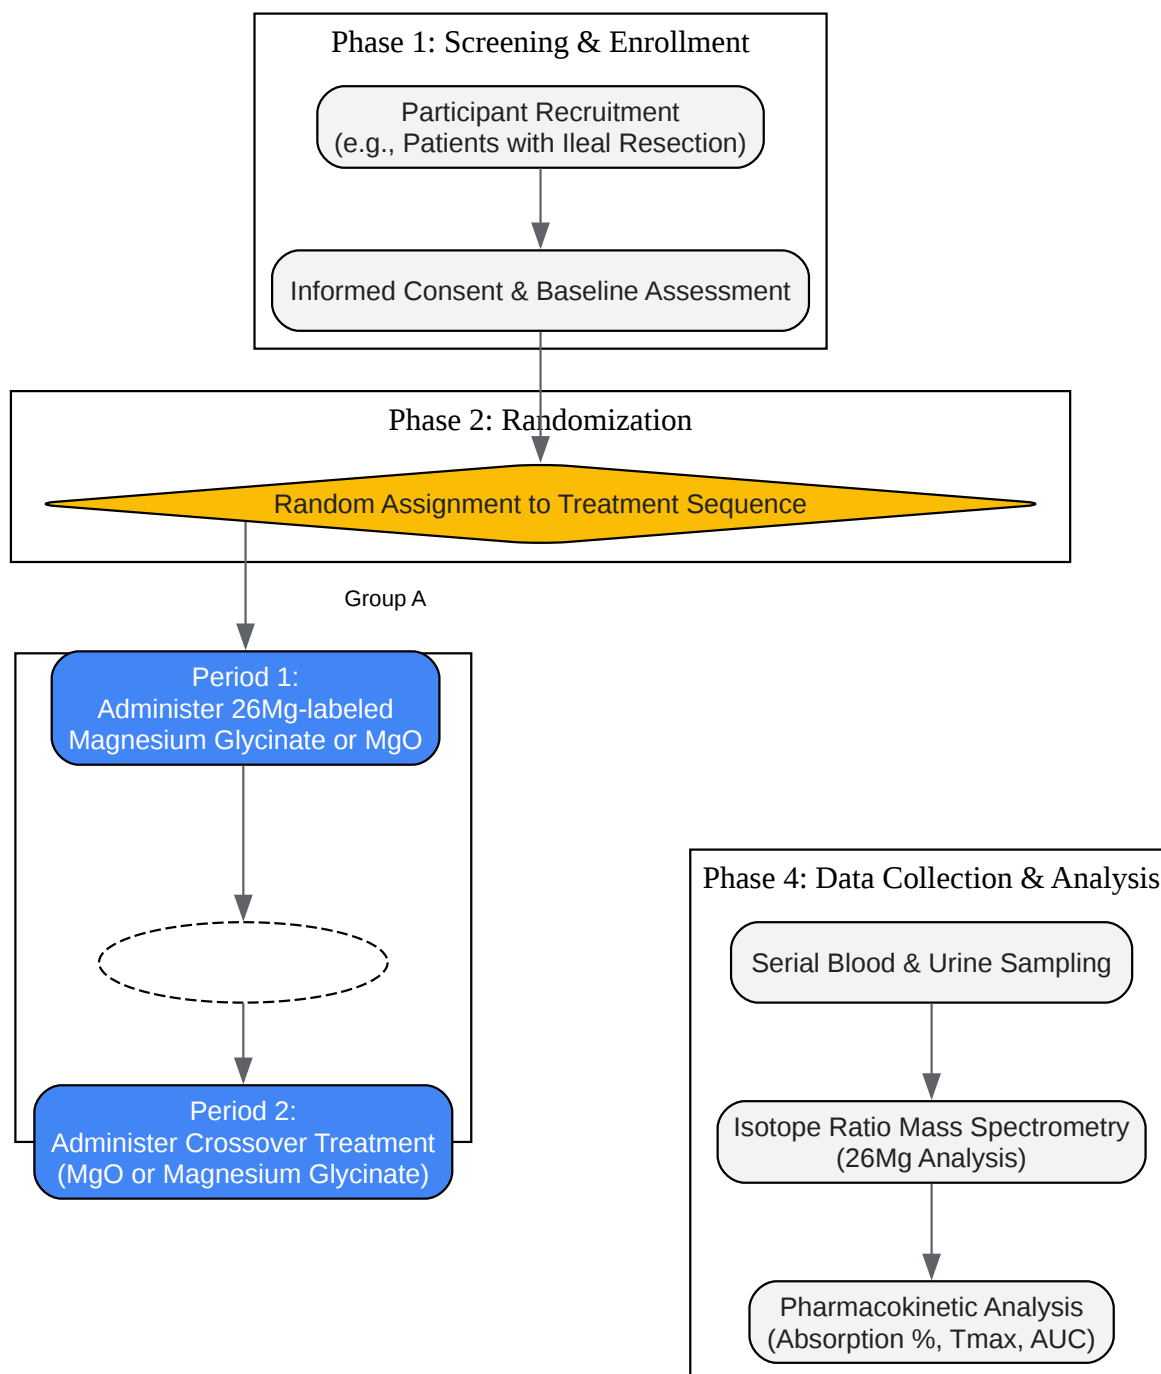 Phase 1: Screening & Enrollment
Participant Recruitment
(e.g., Patients with Ileal Resection)
Informed Consent & Baseline Assessment
Phase 2: Randomization
Random Assignment to Treatment Sequence
Group A
Period 1:
Administer 26Mg-labeled
Magnesium Glycinate or MgO
Period 2:
Administer Crossover Treatment
(MgO or Magnesium Glycinate)
Phase 4: Data Collection & Analysis
Serial Blood & Urine Sampling
Isotope Ratio Mass Spectrometry
(26Mg Analysis)
Pharmacokinetic Analysis
(Absorption %, Tmax, AUC)